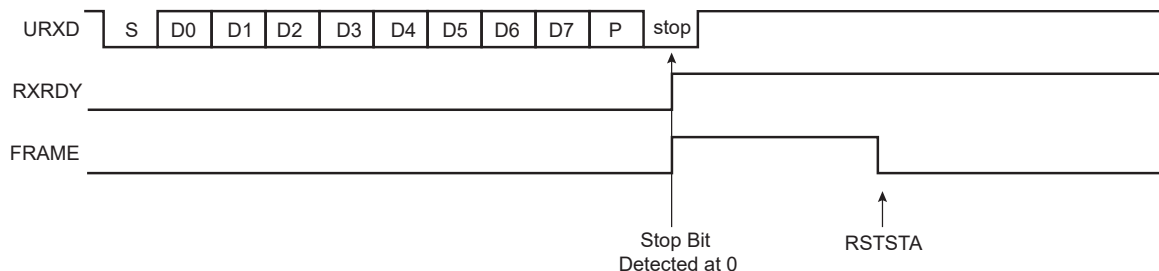 URXD S D0 D1 D2 D3 D4 D5 D6 D7 P stop
RXRDY
FRAME
Stop Bit
Detected at 0
RSTSTA